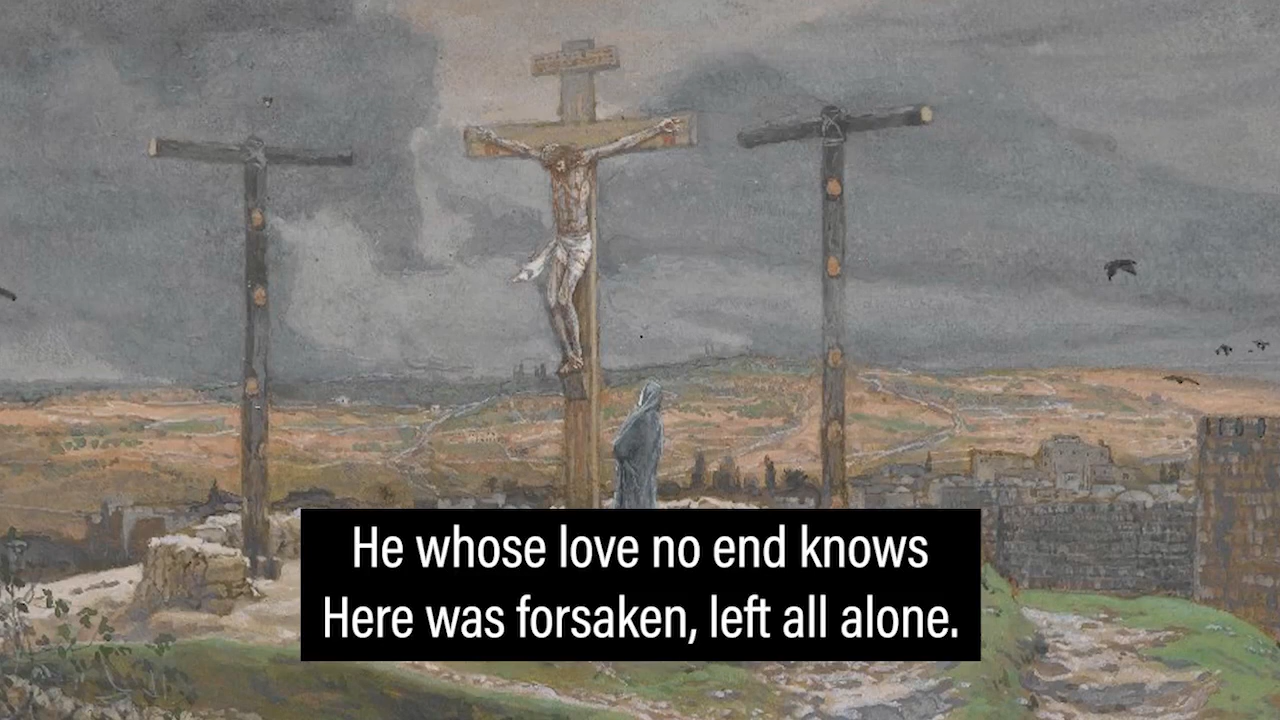 He whose love no end knows
Here was forsaken, left all alone.